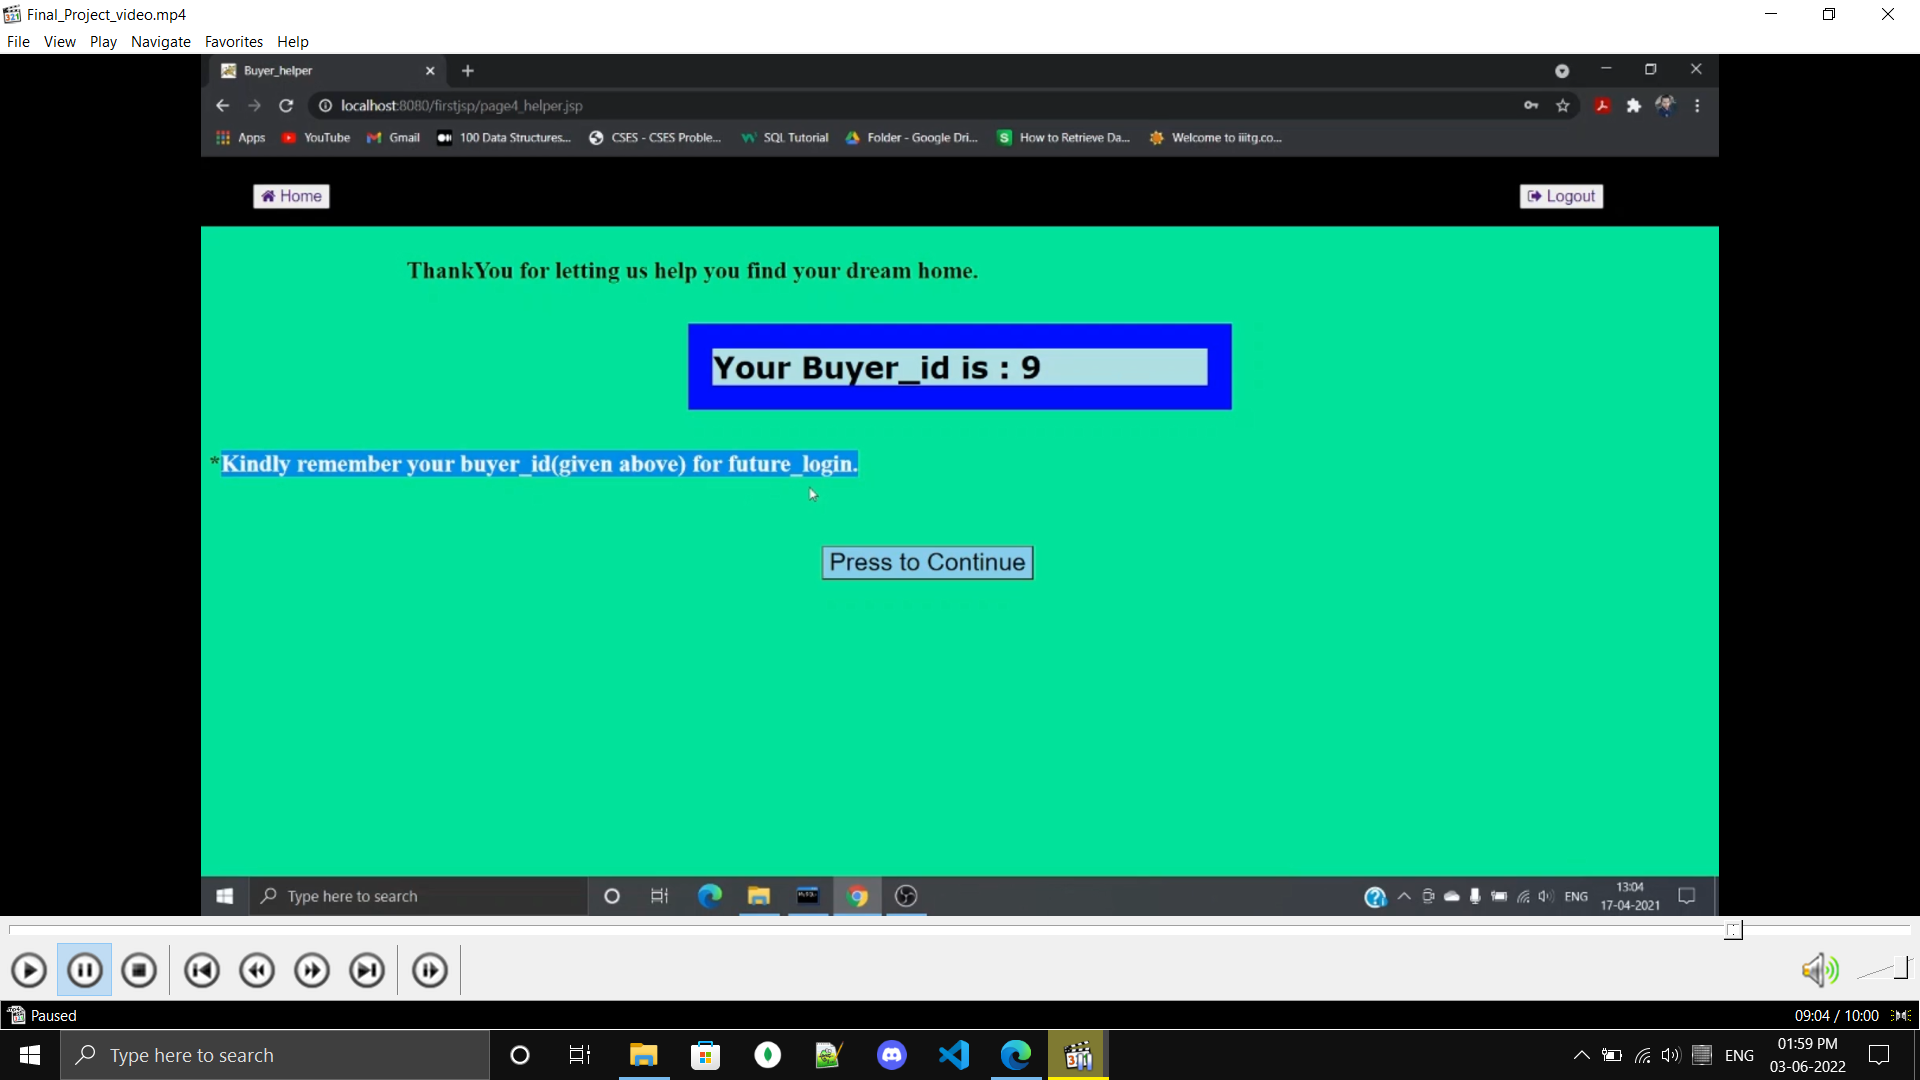 Final_Project_video.mp4
File View Play Navigate Favorites Help
Buyer_helper
localhost:8080/firstjsp/page4_helper.jsp
Apps YouTube Gmail 100 Data Structures... CSES - CSES Proble... SQL Tutorial Folder - Google Dri... How to Retrieve Da... Welcome to iiitg.co...
Home Logout
ThankYou for letting us help you find your dream home.
Your Buyer_id is : 9
*Kindly remember your buyer_id(given above) for future_login.
Press to Continue
Type here to search ENG 13:04
17-04-2021
Paused 09:04 / 10:00
Type here to search ENG 01:59 PM
03-06-2022